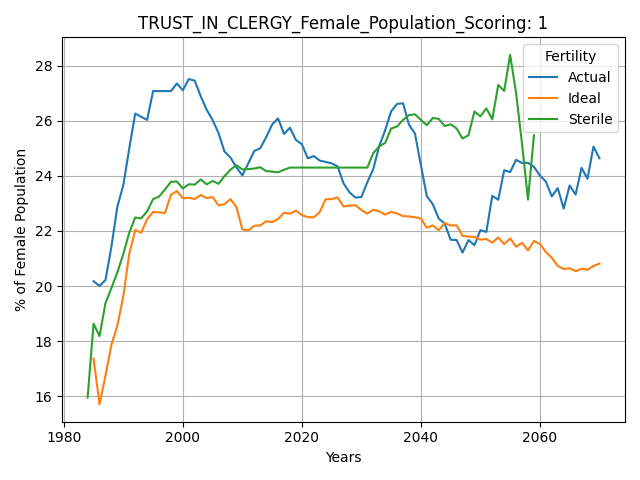 TRUST_IN_CLERGY_Female_Population_Scoring: 1
% of Female Population
28
26
24
22
20
18
16
Fertility
Actual
Ideal
Sterile
1980
2000
2020
2040
2060
Years